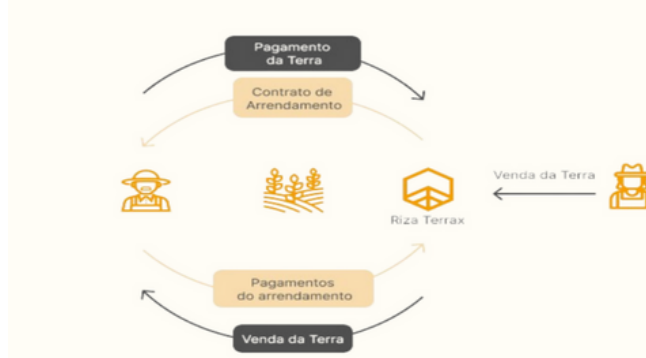 Pagamento
da Terra
Contrato de
Arrendamento
Venda da Terra
Riza Terrax
Pagamentos
do arrendamento
Venda da Terra